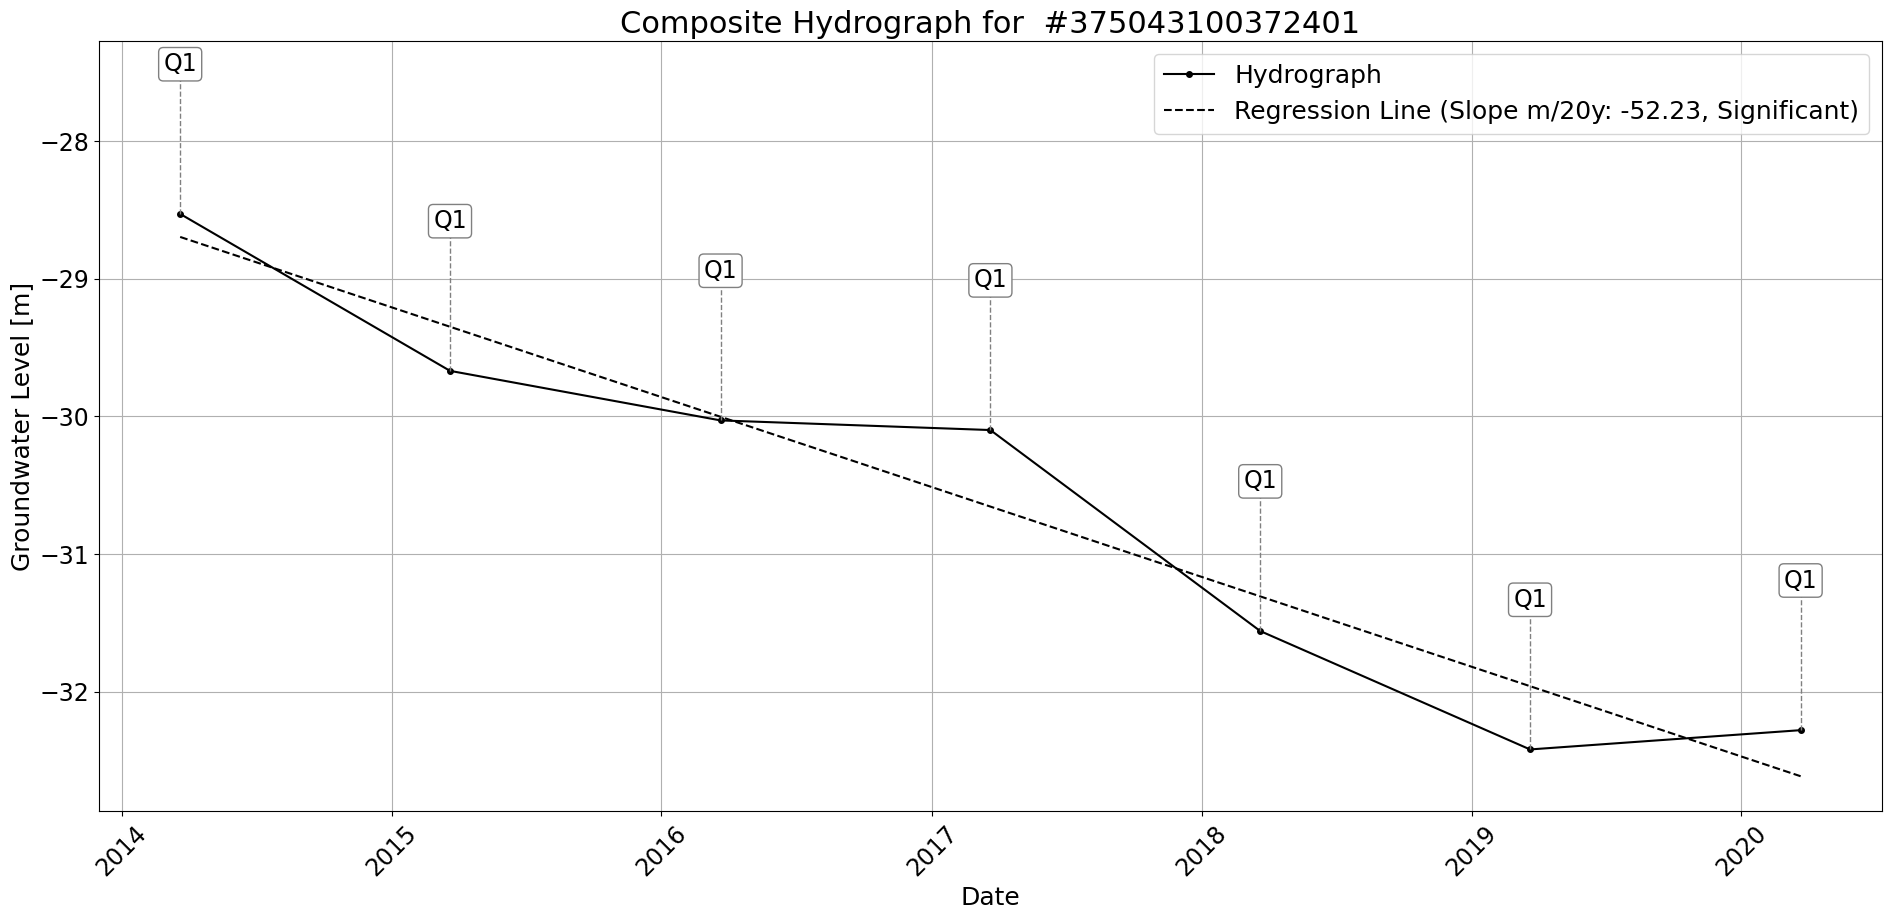 Composite Hydrograph for  #375043100372401
Hydrograph
Regression Line (Slope m/20y: -52.23, Significant)
Q1
Q1
Q1
Q1
Q1
Q1
Q1
Groundwater Level [m]
−28
−29
−30
−31
−32
2014
2015
2016
2017
2018
2019
2020
Date